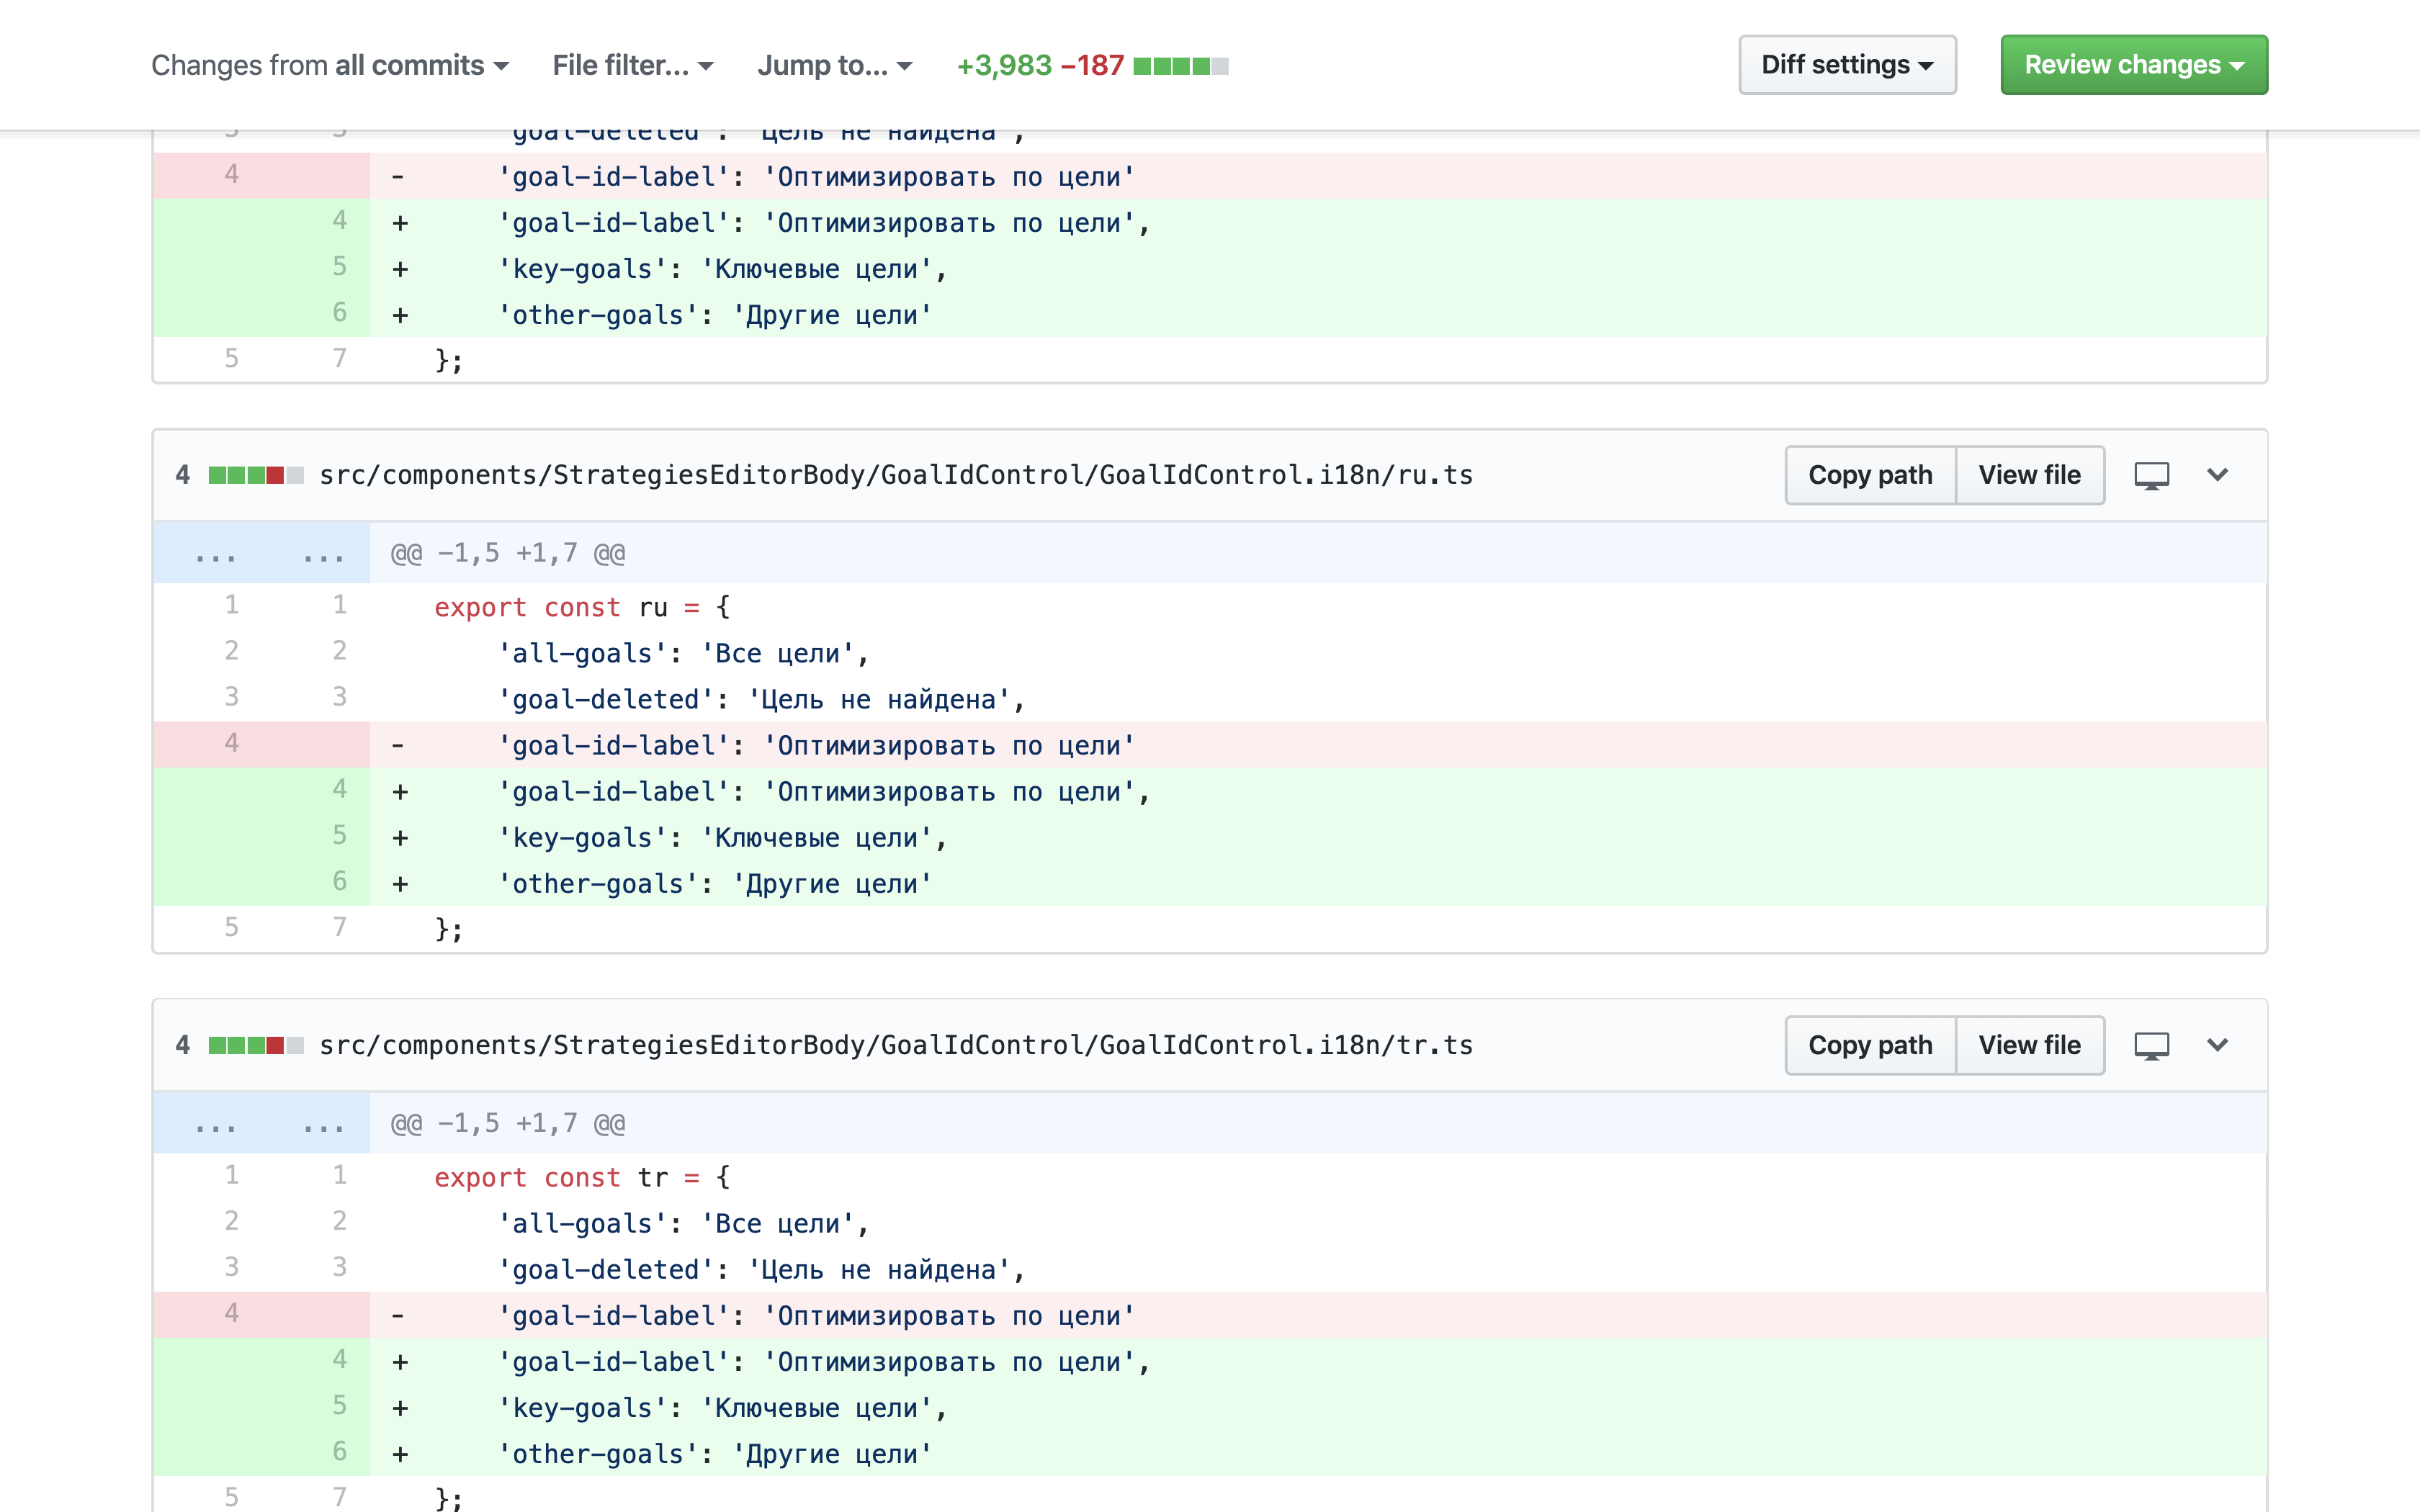 Changes from all commits File filter... Jump to... +3,983 −187 Diff settings Review changes
3 3 'goal-deleted': 'Цель не найдена',
4 - 'goal-id-label': 'Оптимизировать по цели'
4 + 'goal-id-label': 'Оптимизировать по цели',
5 + 'key-goals': 'Ключевые цели',
6 + 'other-goals': 'Другие цели'
5 7 };
4 src/components/StrategiesEditorBody/GoalIdControl/GoalIdControl.i18n/ru.ts Copy path View file
... ... @@ -1,5 +1,7 @@
1 1 export const ru = {
2 2 'all-goals': 'Все цели',
3 3 'goal-deleted': 'Цель не найдена',
4 - 'goal-id-label': 'Оптимизировать по цели'
4 + 'goal-id-label': 'Оптимизировать по цели',
5 + 'key-goals': 'Ключевые цели',
6 + 'other-goals': 'Другие цели'
5 7 };
4 src/components/StrategiesEditorBody/GoalIdControl/GoalIdControl.i18n/tr.ts Copy path View file
... ... @@ -1,5 +1,7 @@
1 1 export const tr = {
2 2 'all-goals': 'Все цели',
3 3 'goal-deleted': 'Цель не найдена',
4 - 'goal-id-label': 'Оптимизировать по цели'
4 + 'goal-id-label': 'Оптимизировать по цели',
5 + 'key-goals': 'Ключевые цели',
6 + 'other-goals': 'Другие цели'
5 7 };